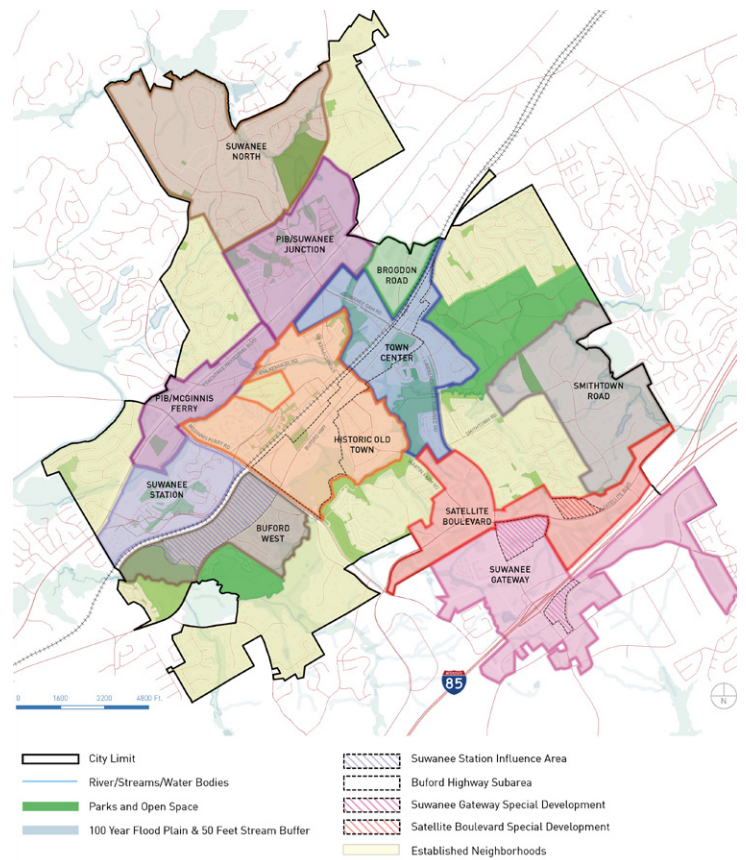 SUWANEE
NORTH
PIB/SUWANEE
JUNCTION
BROGDON
ROAD
TOWN
CENTER
PIB/MCGINNIS
FERRY
SMITHTOWN
ROAD
SMITHTOWN RD
HISTORIC OLD
TOWN
SUWANEE
STATION
BUFORD
WEST
SATELLITE
BOULEVARD
SUWANEE
GATEWAY
INTERSTATE
85
0 1600 3200 4800 Ft.
N
City Limit
River/Streams/Water Bodies
Parks and Open Space
100 Year Flood Plain & 50 Feet Stream Buffer
Suwanee Station Influence Area
Buford Highway Subarea
Suwanee Gateway Special Development
Satellite Boulevard Special Development
Established Neighborhoods